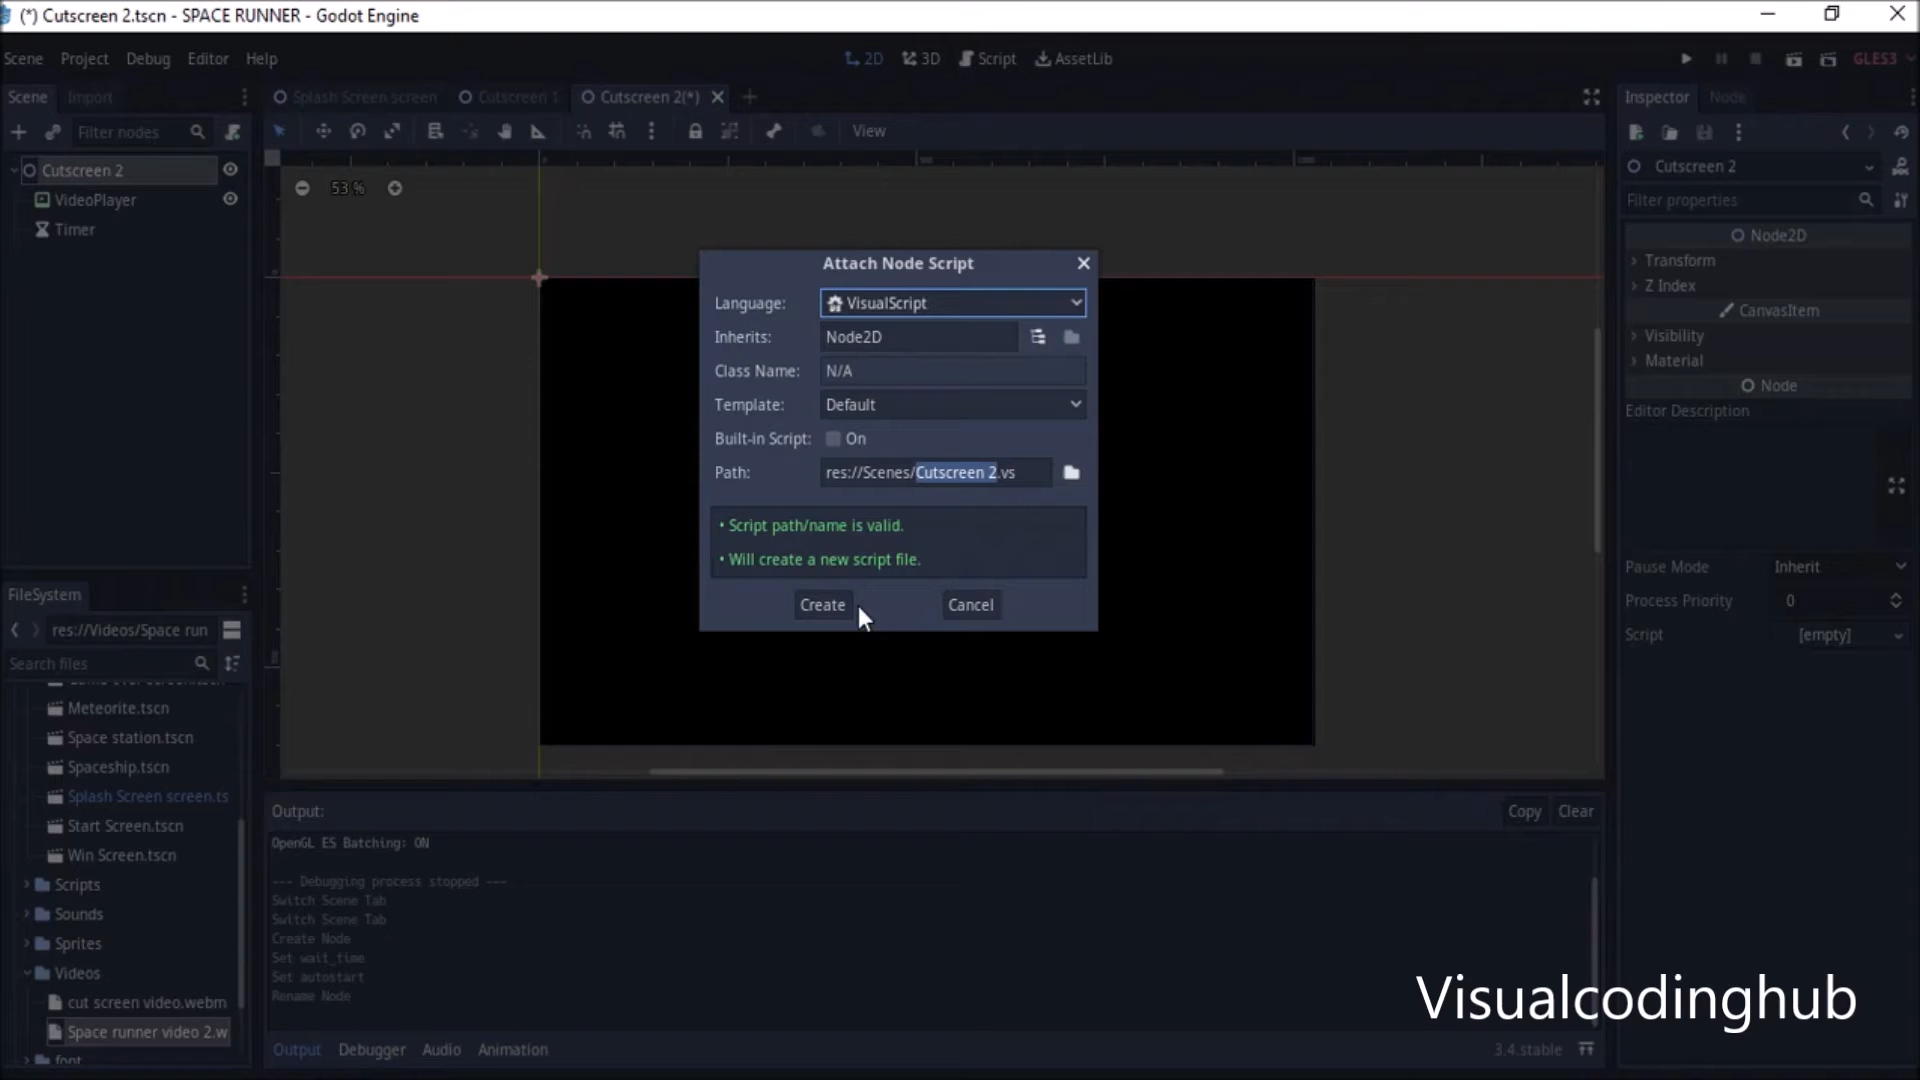 (*) Cutscreen 2.tscn - SPACE RUNNER - Godot Engine
Scene Project Debug Editor Help
2D 3D Script AssetLib
GLES3
Scene Import
Splash Screen screen Cutscreen 1 Cutscreen 2(*)
Inspector Node
Filter nodes
View
Cutscreen 2
VideoPlayer
Timer
53 %
Attach Node Script
Language: VisualScript
Inherits: Node2D
Class Name: N/A
Template: Default
Built-in Script: On
Path: res://Scenes/Cutscreen 2.vs
• Script path/name is valid.
• Will create a new script file.
Create Cancel
Cutscreen 2
Filter properties
Node2D
Transform
Z Index
CanvasItem
Visibility
Material
Node
Editor Description
Pause Mode Inherit
Process Priority 0
Script [empty]
FileSystem
res://Videos/Space run
Search files
Meteorite.tscn
Space station.tscn
Spaceship.tscn
Splash Screen screen.ts
Start Screen.tscn
Win Screen.tscn
Scripts
Sounds
Sprites
Videos
cut screen video.webm
Space runner video 2.w
font
Output:
Copy Clear
OpenGL ES Batching: ON
--- Debugging process stopped ---
Switch Scene Tab
Switch Scene Tab
Create Node
Set wait_time
Set autostart
Rename Node
Output Debugger Audio Animation
3.4.stable
Visualcodinghub